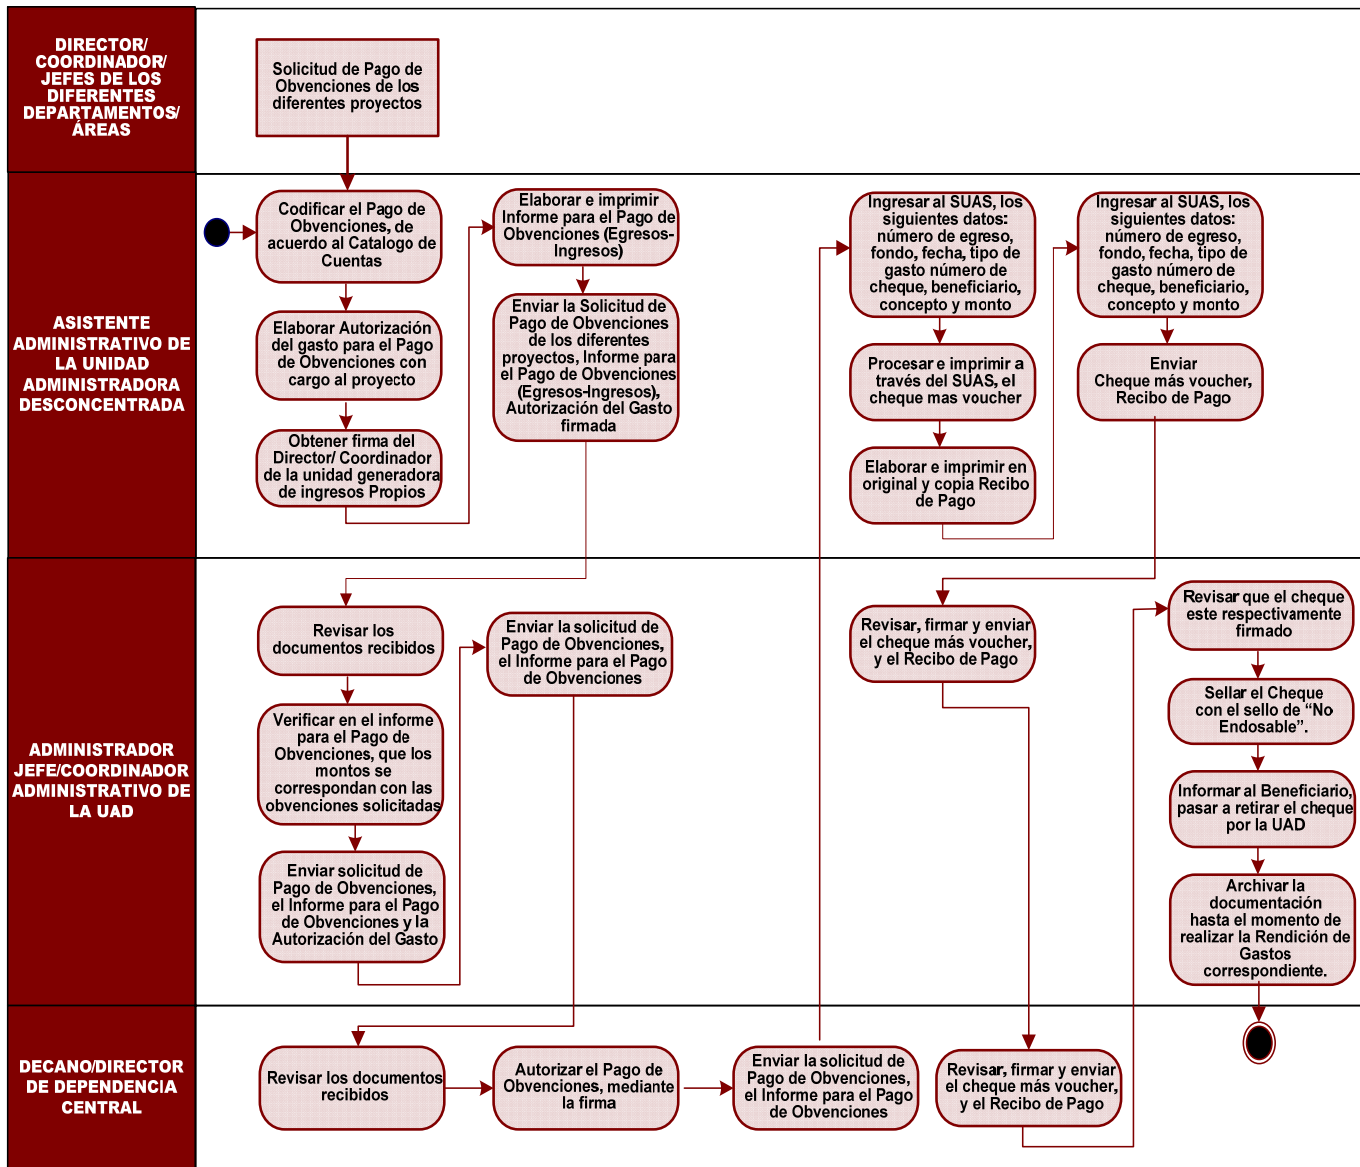 DIRECTOR/
COORDINADOR/
JEFES DE LOS
DIFERENTES
DEPARTAMENTOS/
ÁREAS
Solicitud de Pago de
Obvenciones de los
diferentes proyectos
ASISTENTE
ADMINISTRATIVO DE
LA UNIDAD
ADMINISTRADORA
DESCONCENTRADA
Codificar el Pago de
Obvenciones, de
acuerdo al Catalogo de
Cuentas
Elaborar Autorización
del gasto para el Pago
de Obvenciones con
cargo al proyecto
Obtener firma del
Director/ Coordinador
de la unidad generadora
de ingresos Propios
Elaborar e imprimir
Informe para el Pago de
Obvenciones (Egresos-
Ingresos)
Enviar la Solicitud de
Pago de Obvenciones
de los diferentes
proyectos, Informe para
el Pago de Obvenciones
(Egresos-Ingresos),
Autorización del Gasto
firmada
Ingresar al SUAS, los
siguientes datos:
número de egreso,
fondo, fecha, tipo de
gasto número de
cheque, beneficiario,
concepto y monto
Procesar e imprimir a
través del SUAS, el
cheque mas voucher
Elaborar e imprimir en
original y copia Recibo
de Pago
Ingresar al SUAS, los
siguientes datos:
número de egreso,
fondo, fecha, tipo de
gasto número de
cheque, beneficiario,
concepto y monto
Enviar
Cheque más voucher,
Recibo de Pago
ADMINISTRADOR
JEFE/COORDINADOR
ADMINISTRATIVO DE
LA UAD
Revisar los
documentos recibidos
Verificar en el informe
para el Pago de
Obvenciones, que los
montos se
correspondan con las
obvenciones solicitadas
Enviar solicitud de
Pago de Obvenciones,
el Informe para el Pago
de Obvenciones y la
Autorización del Gasto
Enviar la solicitud de
Pago de Obvenciones,
el Informe para el Pago
de Obvenciones
Revisar, firmar y enviar
el cheque más voucher,
y el Recibo de Pago
Revisar que el cheque
este respectivamente
firmado
Sellar el Cheque
con el sello de “No
Endosable”.
Informar al Beneficiario,
pasar a retirar el cheque
por la UAD
Archivar la
documentación
hasta el momento de
realizar la Rendición de
Gastos
correspondiente.
DECANO/DIRECTOR
DE DEPENDENCIA
CENTRAL
Revisar los documentos
recibidos
Autorizar el Pago de
Obvenciones, mediante
la firma
Enviar la solicitud de
Pago de Obvenciones,
el Informe para el Pago
de Obvenciones
Revisar, firmar y enviar
el cheque más voucher,
y el Recibo de Pago